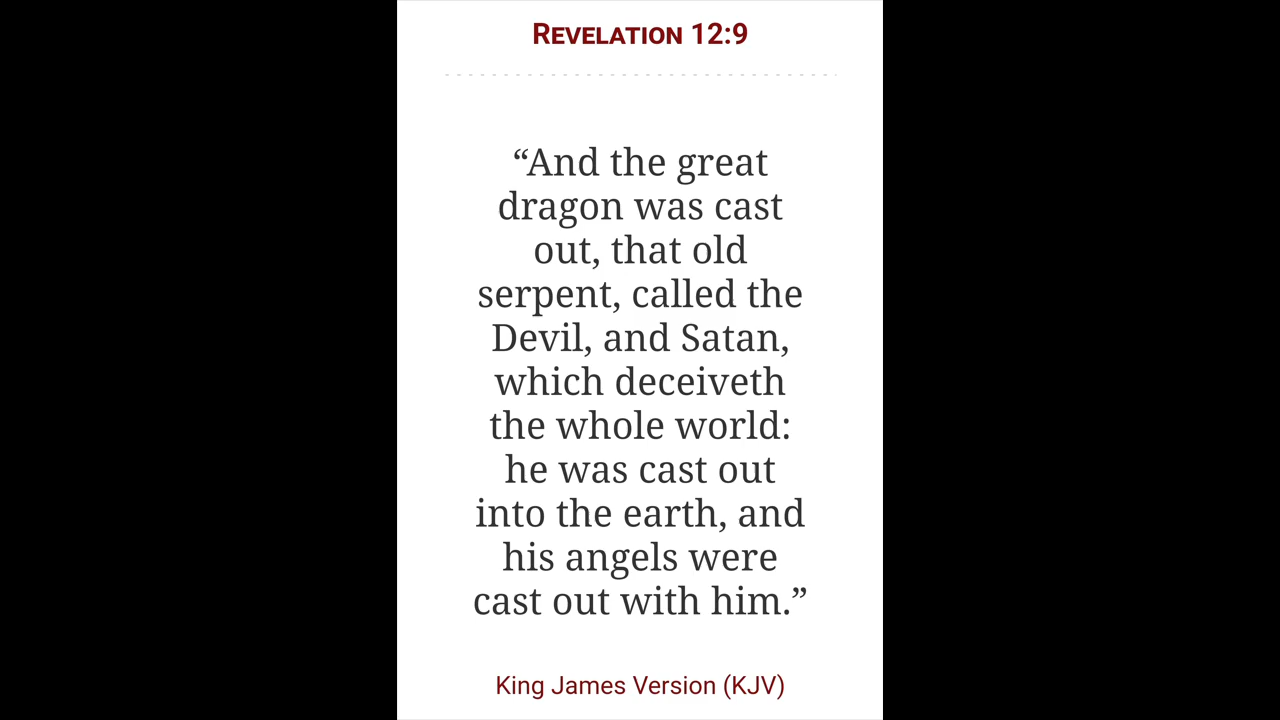 REVELATION 12:9
“And the great
dragon was cast
out, that old
serpent, called the
Devil, and Satan,
which deceiveth
the whole world:
he was cast out
into the earth, and
his angels were
cast out with him.”
King James Version (KJV)